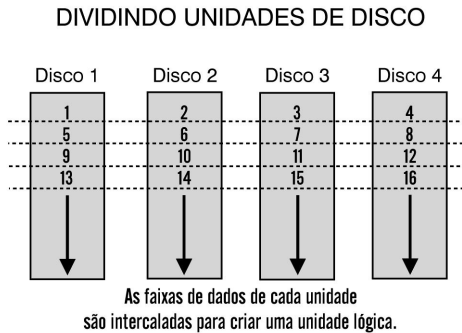 DIVIDINDO UNIDADES DE DISCO
Disco 1 Disco 2 Disco 3 Disco 4
1 2 3 4
5 6 7 8
9 10 11 12
13 14 15 16
As faixas de dados de cada unidade
são intercaladas para criar uma unidade lógica.